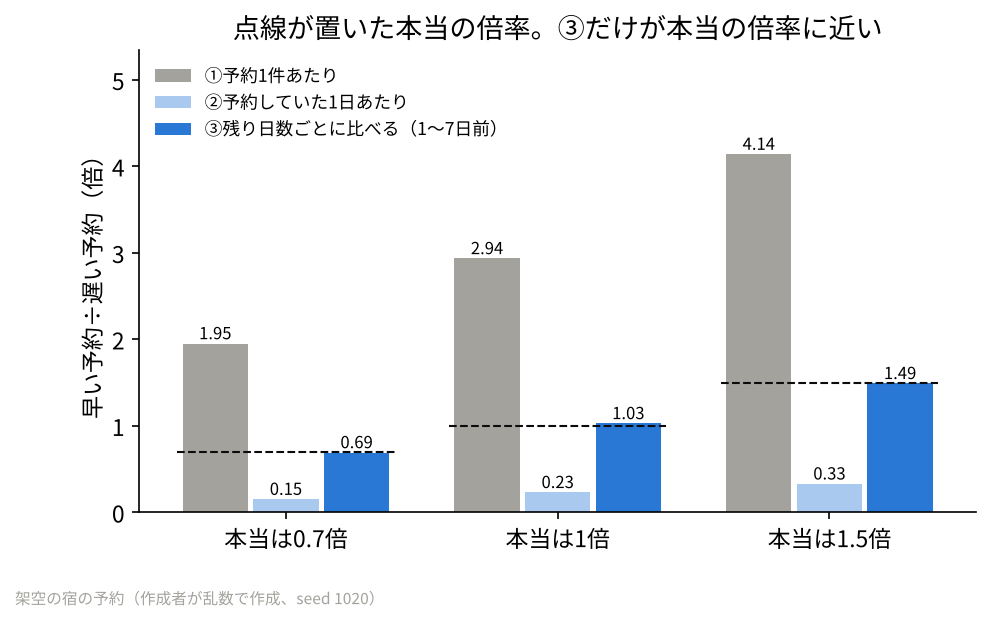 点線が置いた本当の倍率。③だけが本当の倍率に近い
早い予約÷遅い予約（倍）
5
4
3
2
1
0
①予約1件あたり
②予約していた1日あたり
③残り日数ごとに比べる（1〜7日前）
1.95
0.15
0.69
2.94
0.23
1.03
4.14
0.33
1.49
本当は0.7倍
本当は1倍
本当は1.5倍
架空の宿の予約（作成者が乱数で作成、seed 1020）